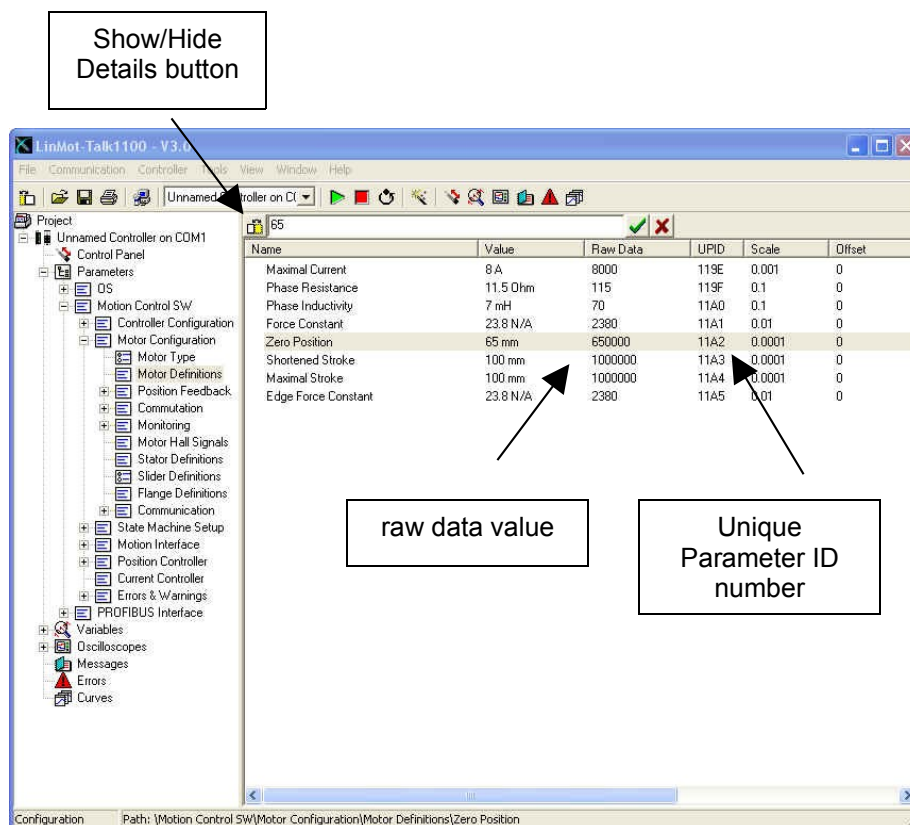 Show/Hide
Details button
LinMot-Talk1100 - V3.0
File Communication Controller Tools View Window Help
Unnamed Controller on CO
Project
Unnamed Controller on COM1
Control Panel
Parameters
OS
Motion Control SW
Controller Configuration
Motor Configuration
Motor Type
Motor Definitions
Position Feedback
Commutation
Monitoring
Motor Hall Signals
Stator Definitions
Slider Definitions
Flange Definitions
Communication
State Machine Setup
Motion Interface
Position Controller
Current Controller
Errors & Warnings
PROFIBUS Interface
Variables
Oscilloscopes
Messages
Errors
Curves
65
Name Value Raw Data UPID Scale Offset
Maximal Current 8 A 8000 119E 0.001 0
Phase Resistance 11.5 Ohm 115 119F 0.1 0
Phase Inductivity 7 mH 70 11A0 0.1 0
Force Constant 23.8 N/A 2380 11A1 0.01 0
Zero Position 65 mm 650000 11A2 0.0001 0
Shortened Stroke 100 mm 1000000 11A3 0.0001 0
Maximal Stroke 100 mm 1000000 11A4 0.0001 0
Edge Force Constant 23.8 N/A 2380 11A5 0.01 0
raw data value
Unique
Parameter ID
number
Configuration Path: \Motion Control SW\Motor Configuration\Motor Definitions\Zero Position